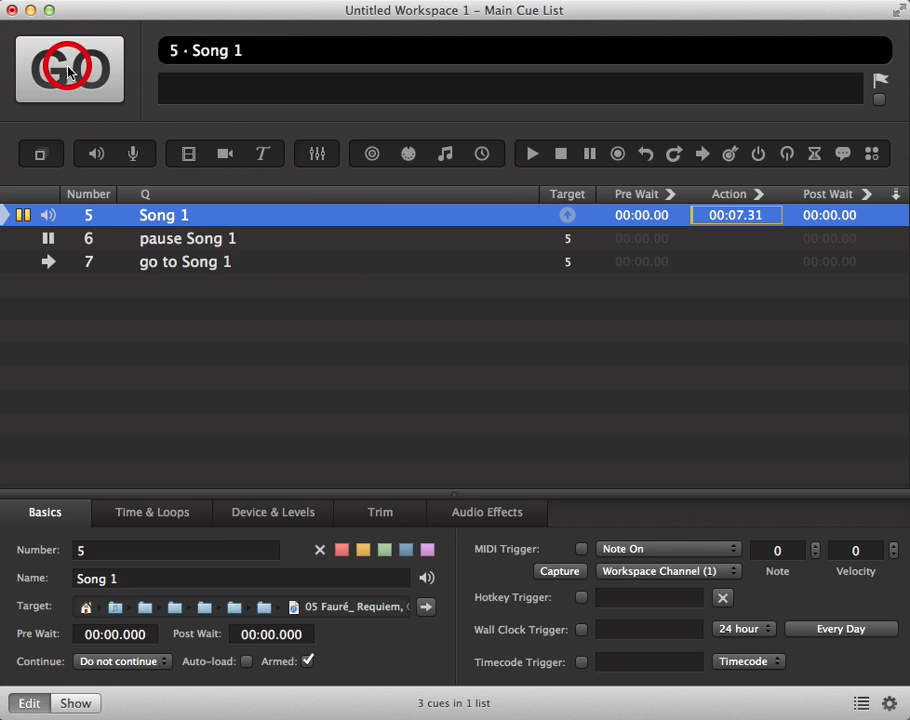 Untitled Workspace 1 – Main Cue List
GO
5 · Song 1
T
Number Q Target Pre Wait Action Post Wait
5 Song 1 00:00.00 00:07.31 00:00.00
6 pause Song 1 5 00:00.00 00:00.00
7 go to Song 1 5 00:00.00 00:00.00
Basics Time & Loops Device & Levels Trim Audio Effects
Number: 5
Name: Song 1
Target: 05 Fauré_ Requiem,
Pre Wait: 00:00.000 Post Wait: 00:00.000
Continue: Do not continue Auto-load: Armed:
MIDI Trigger: Note On 0 0
Capture Workspace Channel (1) Note Velocity
Hotkey Trigger:
Wall Clock Trigger: 24 hour Every Day
Timecode Trigger: Timecode
Edit Show 3 cues in 1 list